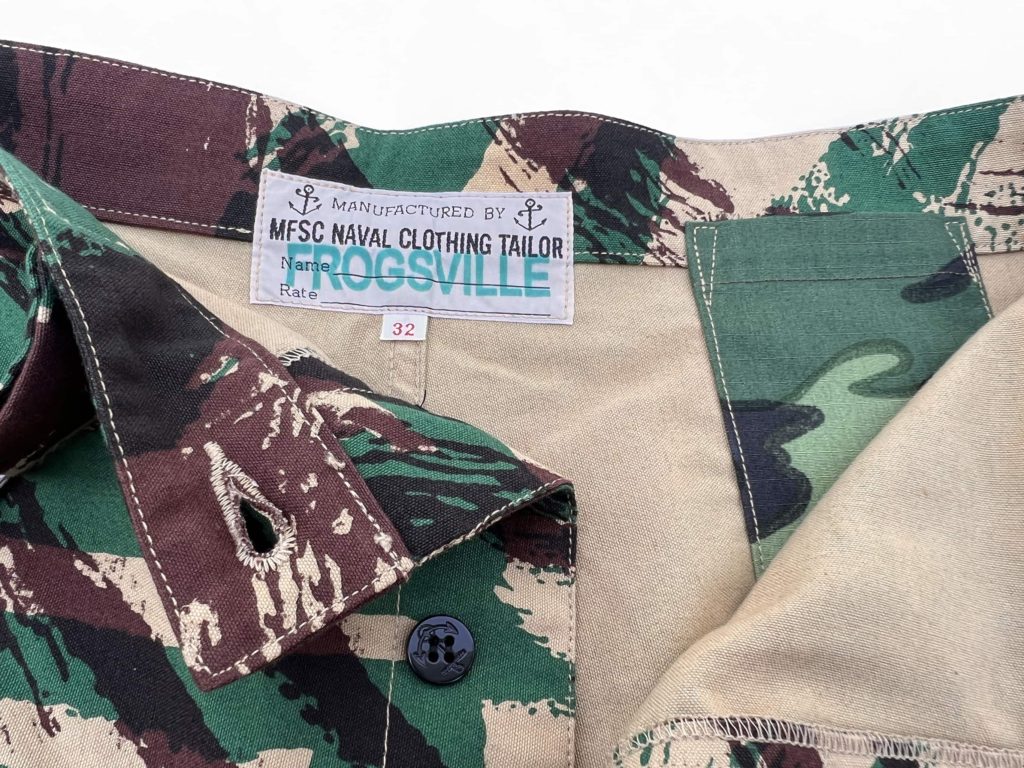 MANUFACTURED BY
MFSC NAVAL CLOTHING TAILOR
FROGSVILLE
Name
Rate
32